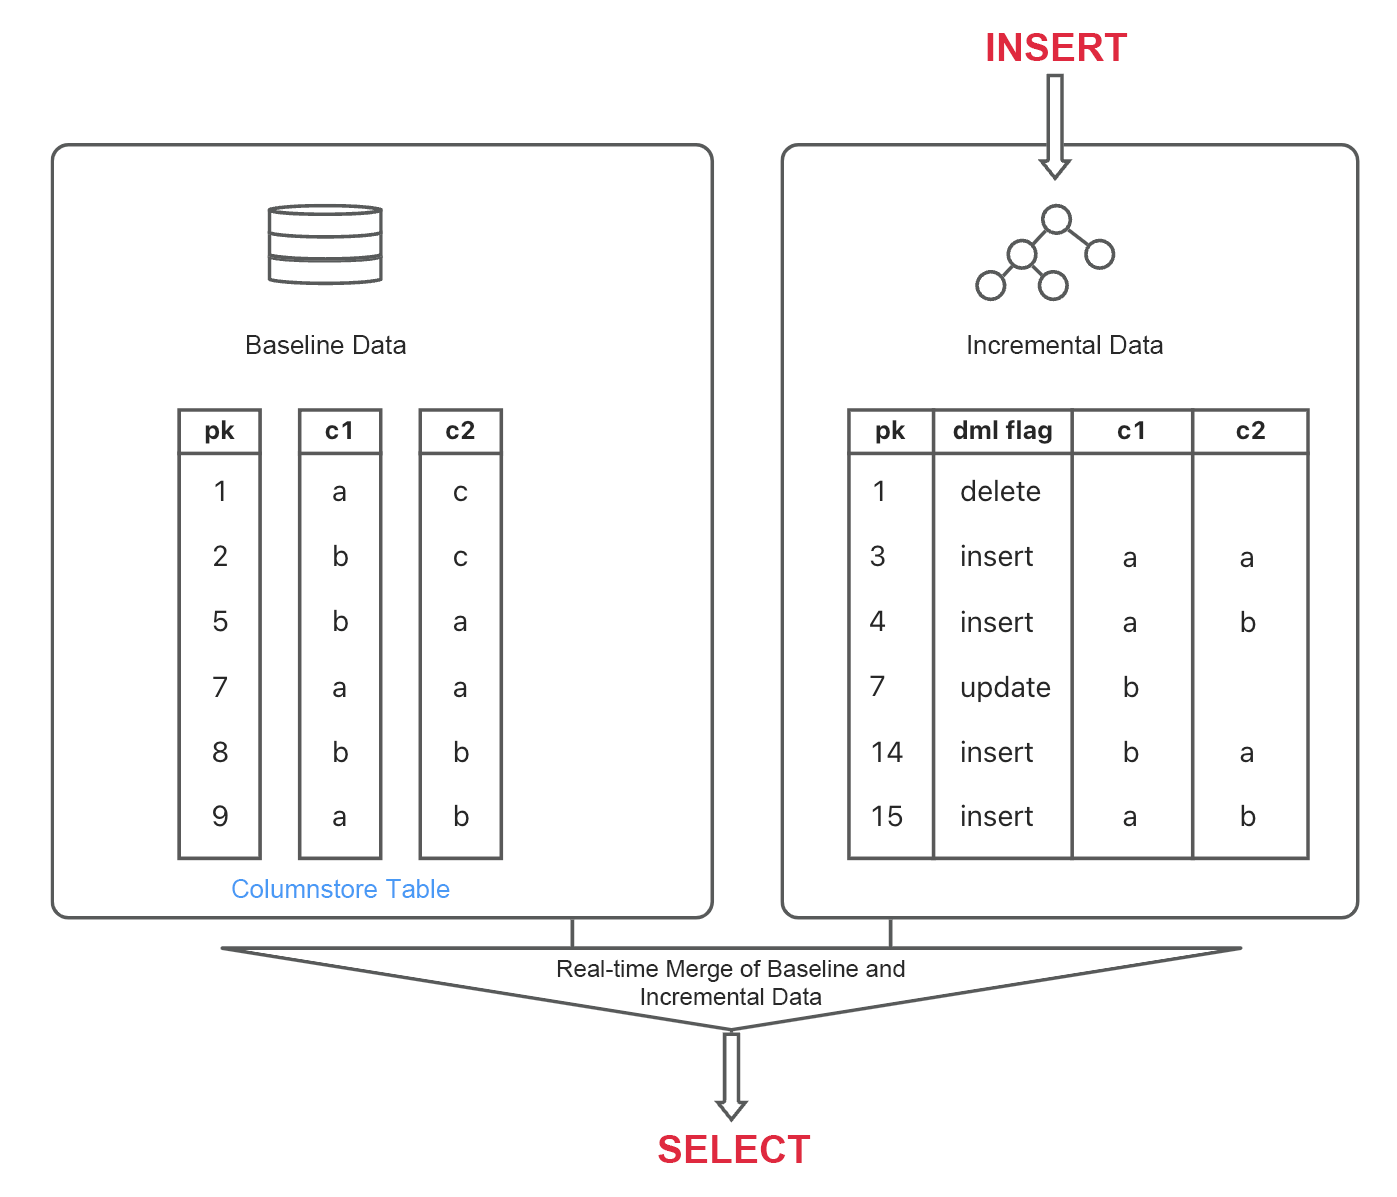 INSERT
Baseline Data
pk c1 c2
1 a c
2 b c
5 b a
7 a a
8 b b
9 a b
Columnstore Table
Incremental Data
pk dml flag c1 c2
1 delete
3 insert a a
4 insert a b
7 update b
14 insert b a
15 insert a b
Real-time Merge of Baseline and
Incremental Data
SELECT